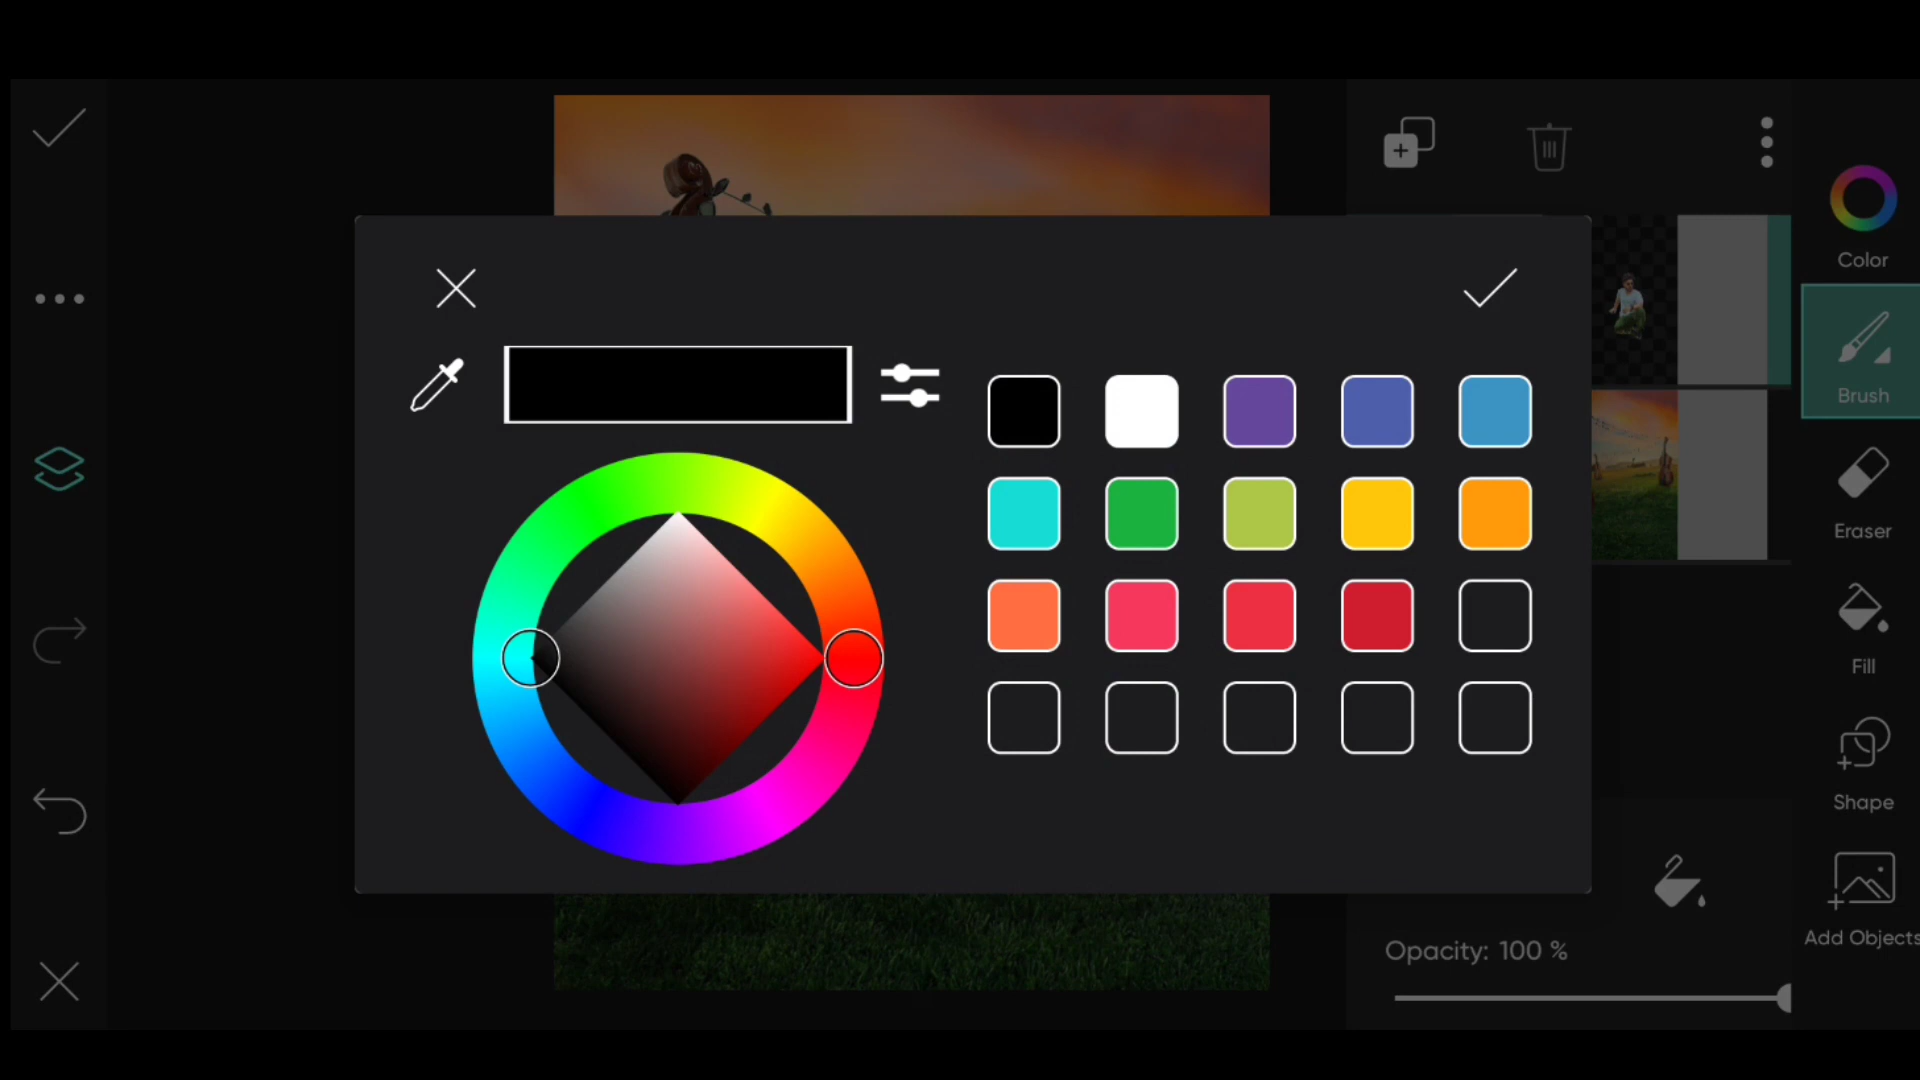 Color
Brush
Eraser
Fill
Shape
Add Objects
Opacity: 100 %